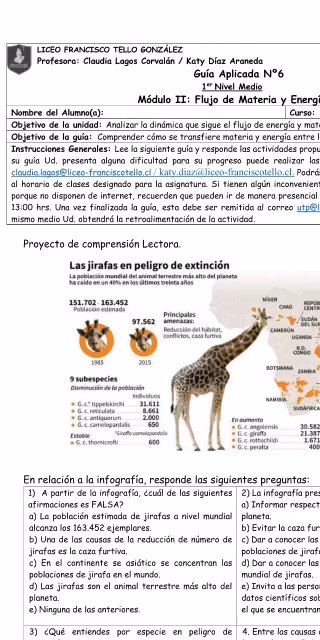 LICEO FRANCISCO TELLO GONZÁLEZ
Profesora: Claudia Lagos Corvalán / Katy Díaz Araneda
Guía Aplicada Nº6
1er Nivel Medio
Módulo II: Flujo de Materia y Energí
Nombre del Alumno(a):
Curso:
Objetivo de la unidad: Analizar la dinámica que sigue el flujo de energía y mate
Objetivo de la guía: Comprender cómo se transfiere materia y energía entre l
Instrucciones Generales: Lee la siguiente guía y responde las actividades propu
su guía Ud. presenta alguna dificultad para su progreso puede realizar las
claudia.lagos@liceo-franciscotello.cl / katy.diaz@liceo-franciscotello.cl. Podrá
al horario de clases designado para la asignatura. Si tienen algún inconvenient
porque no disponen de internet, recuerden que pueden ir de manera presencial
13:00 hrs. Una vez finalizada la guía, esta debe ser remitida al correo utp@l
mismo medio Ud. obtendrá la retroalimentación de la actividad.
Proyecto de comprensión Lectora.
Las jirafas en peligro de extinción
La población mundial del animal terrestre más alto del planeta
ha caído en un 40% en los últimos treinta años
151.702 - 163.452
Población estimada
97.562
1985
2015
Principales
amenazas:
Reducción del hábitat,
conflictos, caza furtiva
NÍGER
CHAD
REPÚB
CENTR
SUDÁN
DEL SUR
CAMERÚN
UGANDA
R.D.
CONGO
BOTSWANA
ZAMBIA
NAMIBIA
SUDÁFRICA
9 subespecies
Disminución de la población
Individuos
G. c.* tippelskirchi 31.611
G. c. reticulata 8.661
G. c. antiquorum 2.000
G. c. camelopardalis 650
*Giraffa camelopardalis
Estable
G. c. thornicrofti 600
En aumento
G. c. angolensis 30.582
G. c. giraffa 21.387
G. c. rothschildi 1.671
G. c. peralta 400
En relación a la infografía, responde las siguientes preguntas:
1) A partir de la infografía, ¿cuál de las siguientes
afirmaciones es FALSA?
a) La población estimada de jirafas a nivel mundial
alcanza los 163.452 ejemplares.
b) Una de las causas de la reducción de número de
jirafas es la caza furtiva.
c) En el continente se asiático se concentran las
poblaciones de jirafa en el mundo.
d) Las jirafas son el animal terrestre más alto del
planeta.
e) Ninguna de las anteriores.
2) La infografía pres
a) Informar respect
planeta.
b) Evitar la caza fur
c) Dar a conocer las
poblaciones de jirafa
d) Dar a conocer las
mundial de jirafas.
e) Invita a las perso
datos científicos sob
el que se encuentran
3) ¿Qué entiendes por especie en peligro de
4. Entre las causas d